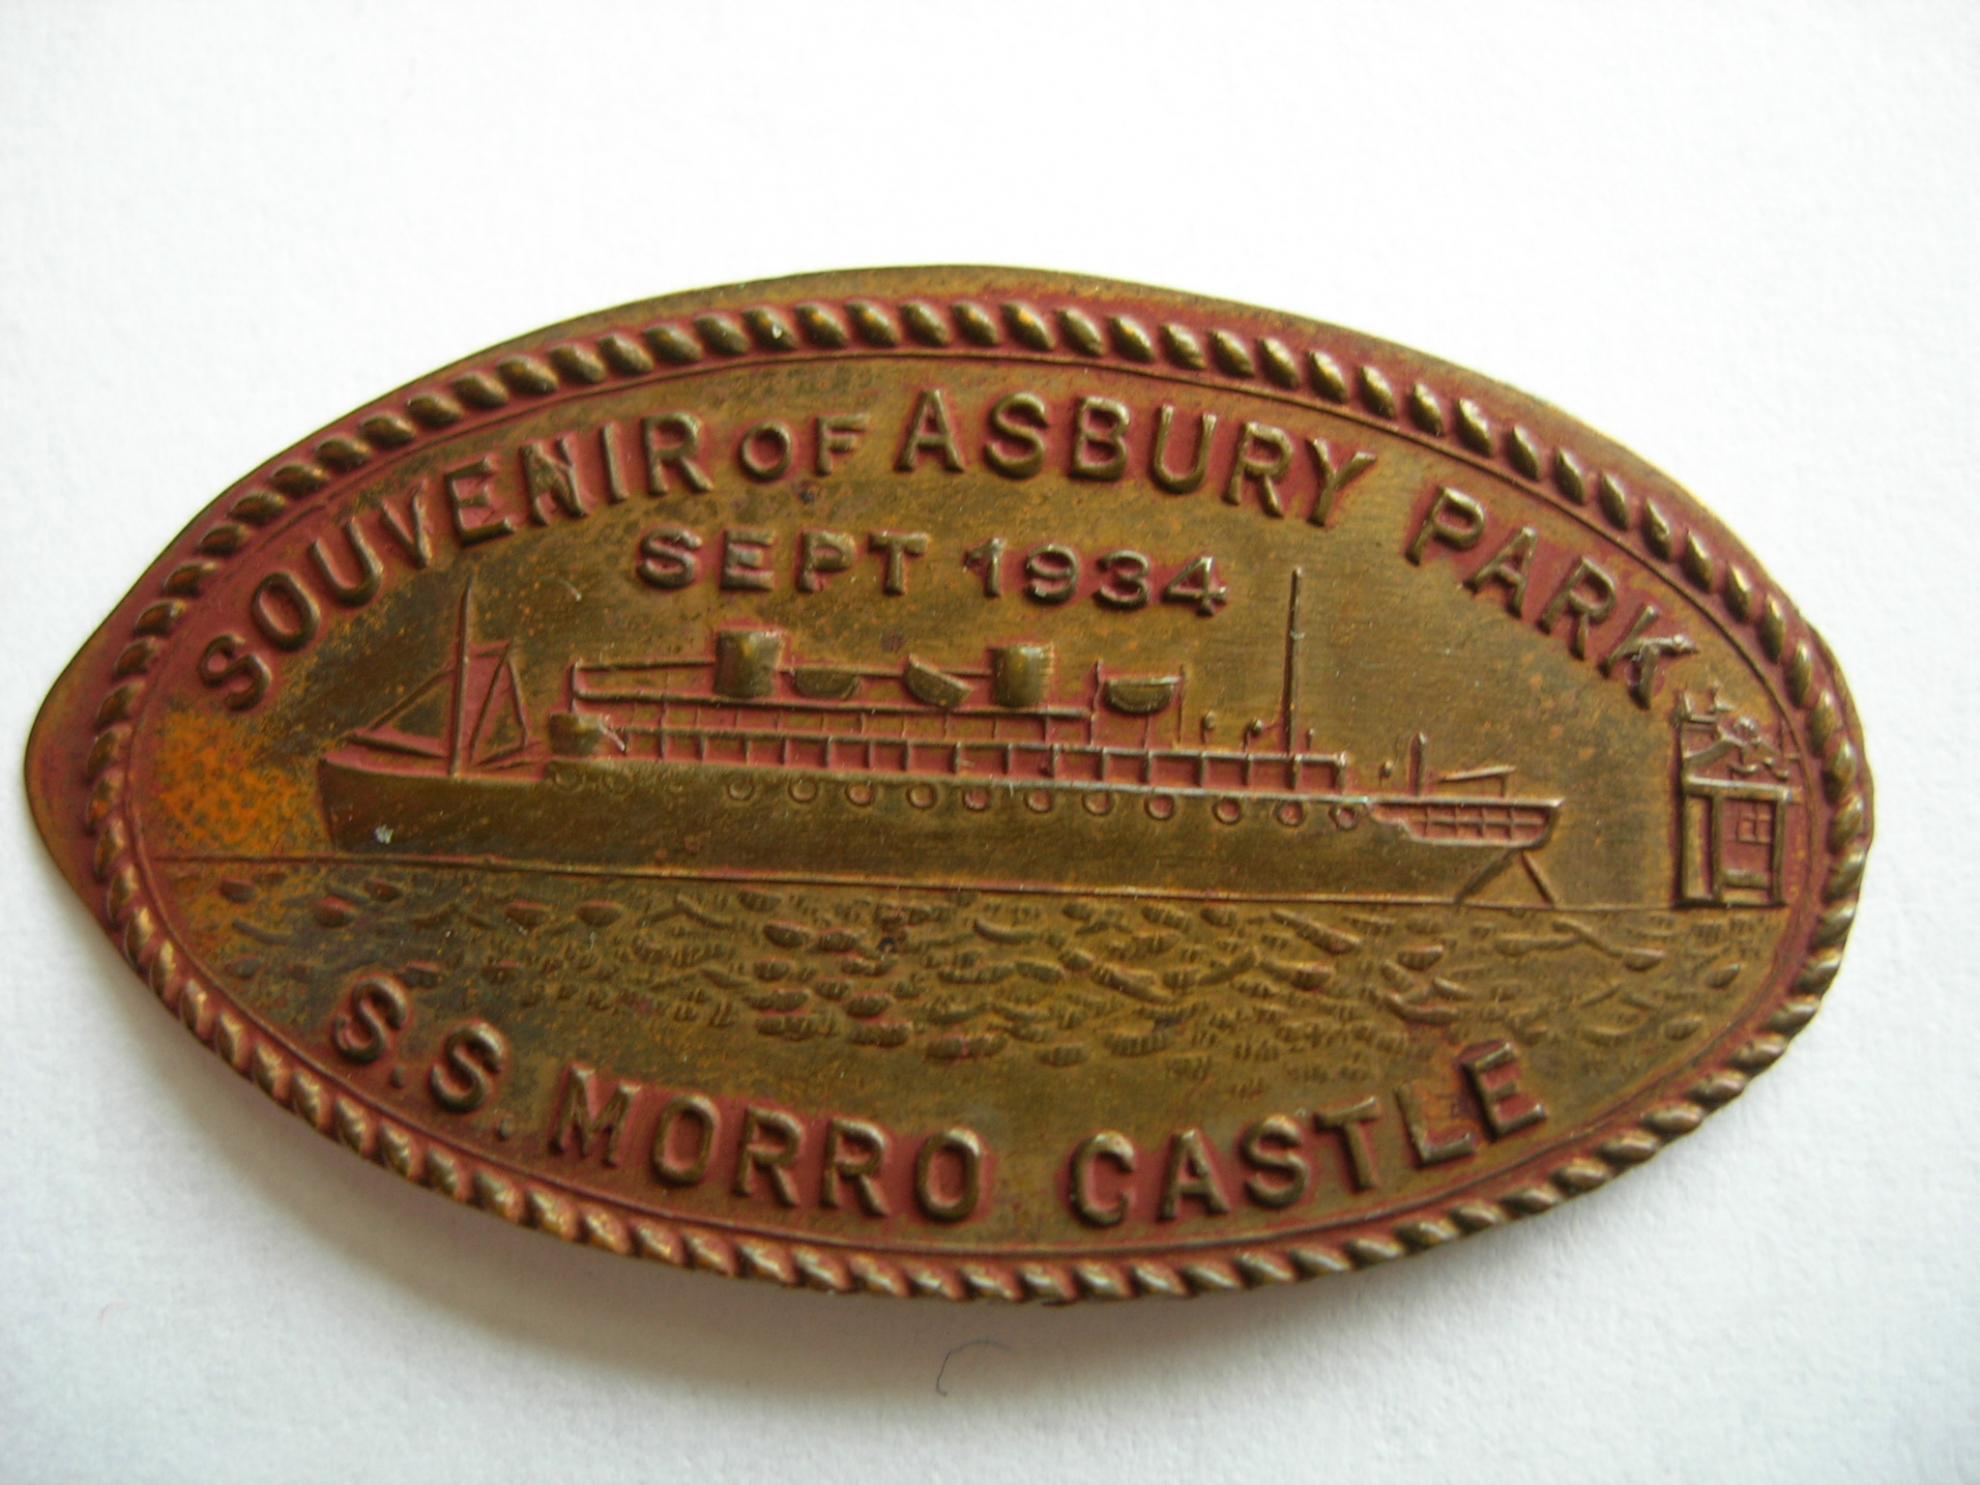 SOUVENIR OF ASBURY PARK
SEPT 1934
S.S. MORRO CASTLE